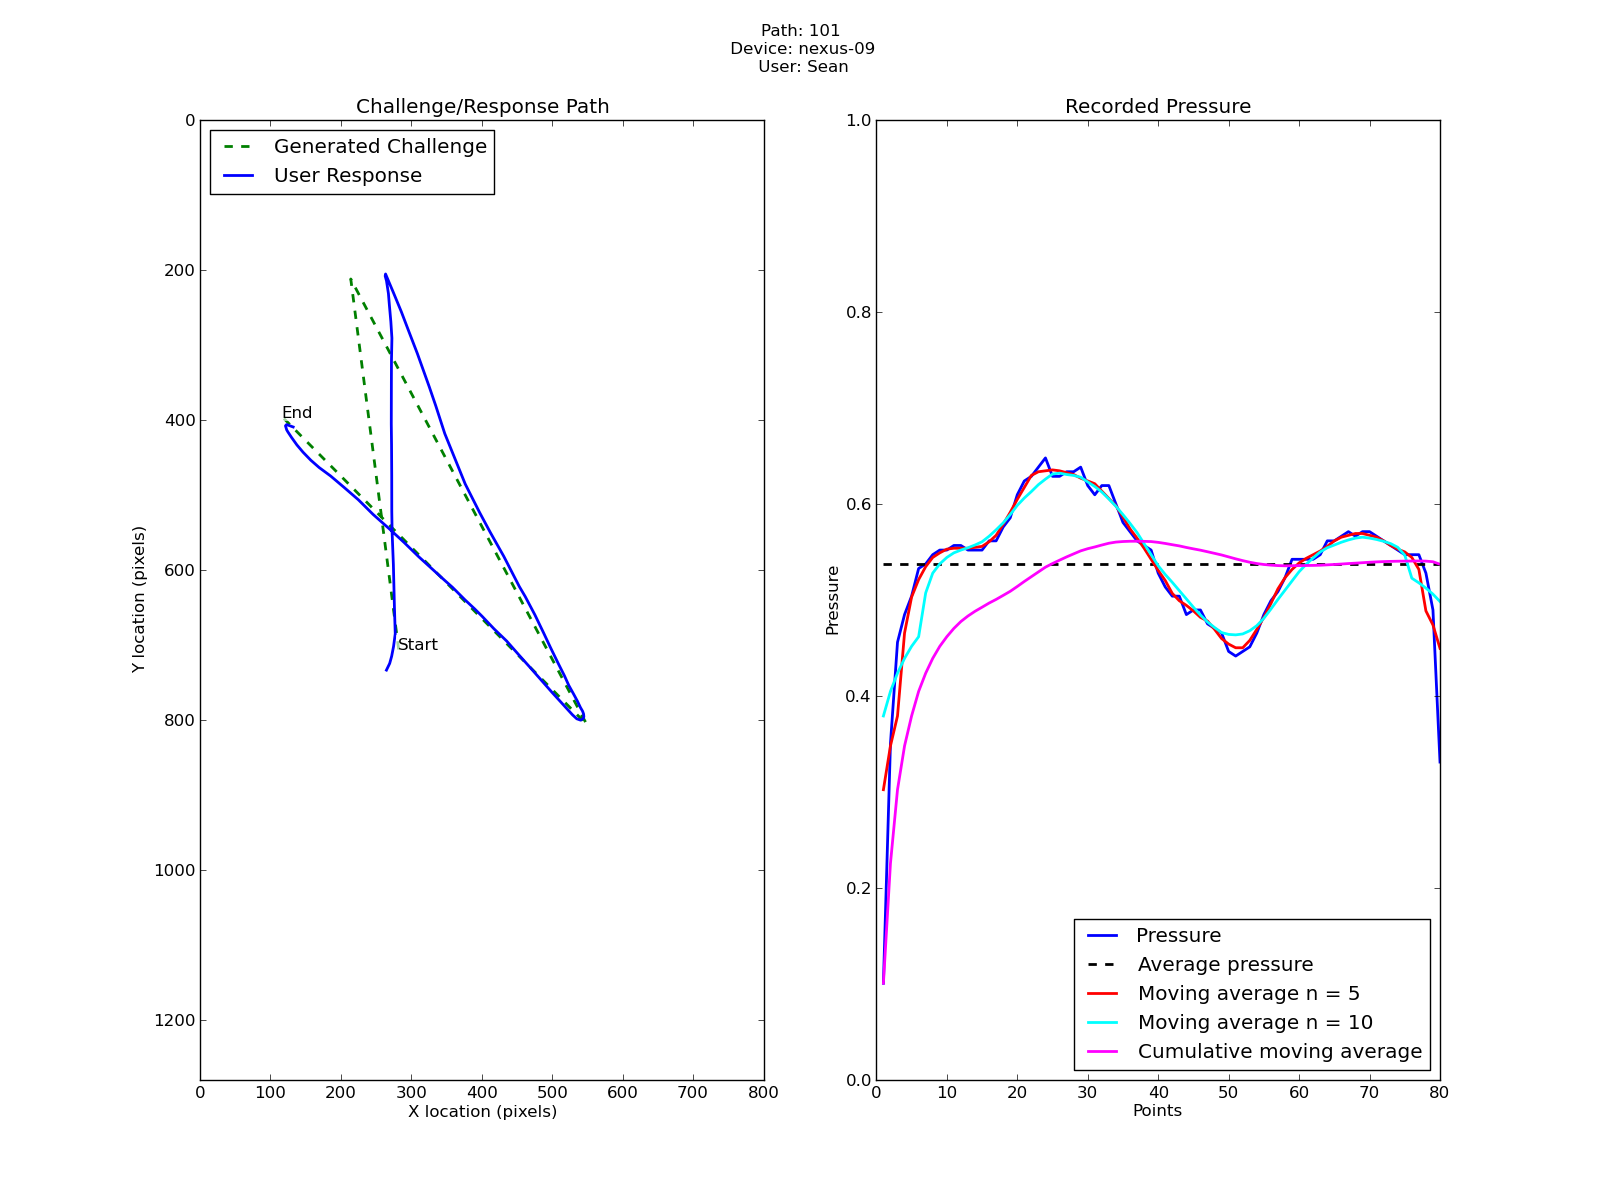 Path: 101
Device: nexus-09
User: Sean
Challenge/Response Path
Generated Challenge
User Response
0
200
400
600
800
1000
1200
Y location (pixels)
End
Start
0 100 200 300 400 500 600 700 800
X location (pixels)
Recorded Pressure
1.0
0.8
0.6
0.4
0.2
0.0
Pressure
Pressure
Average pressure
Moving average n = 5
Moving average n = 10
Cumulative moving average
0 10 20 30 40 50 60 70 80
Points